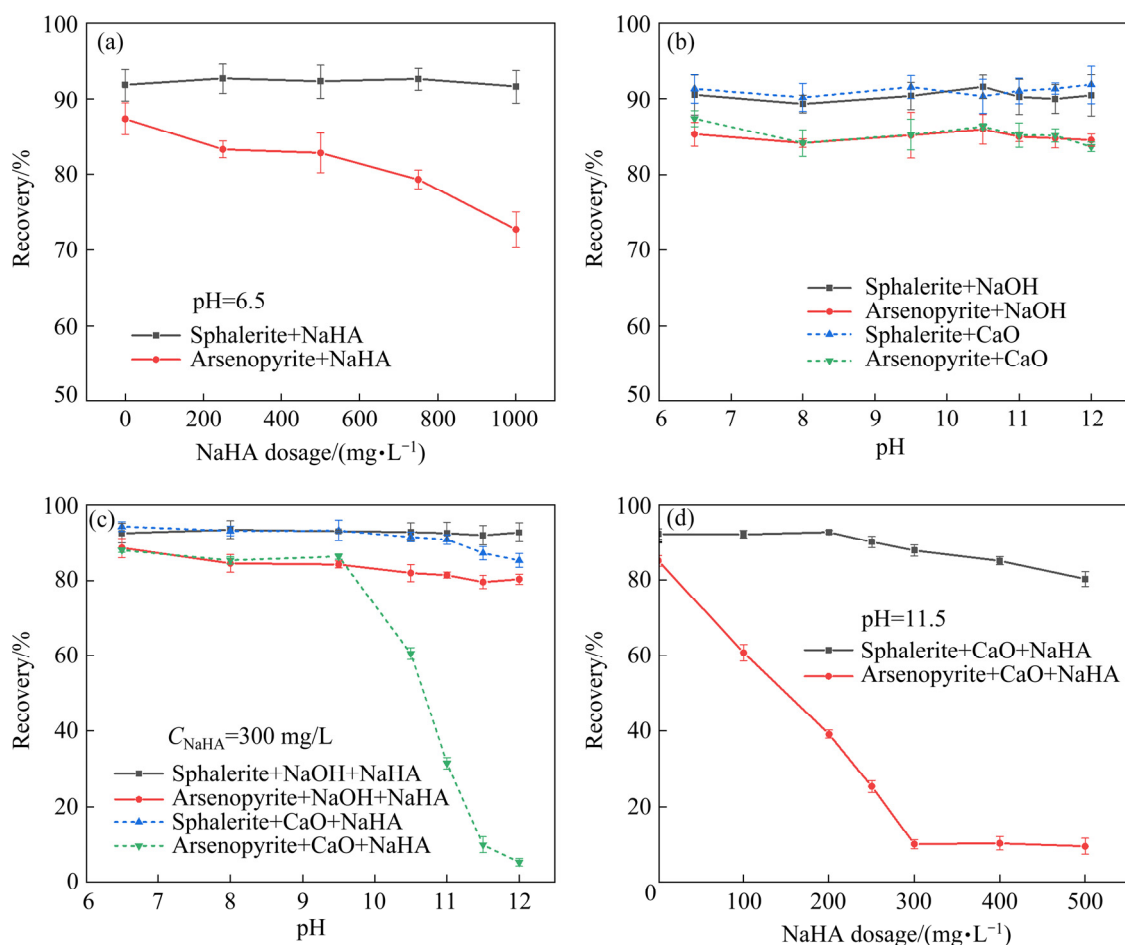 (a)
100
90
80
70
60
50
Recovery/%
pH=6.5
Sphalerite+NaHA
Arsenopyrite+NaHA
0 200 400 600 800 1000
NaHA dosage/(mg•L⁻¹)
(b)
100
90
80
70
60
50
Recovery/%
Sphalerite+NaOH
Arsenopyrite+NaOH
Sphalerite+CaO
Arsenopyrite+CaO
6 7 8 9 10 11 12
pH
(c)
100
80
60
40
20
0
Recovery/%
C_NaHA=300 mg/L
Sphalerite+NaOH+NaHA
Arsenopyrite+NaOH+NaHA
Sphalerite+CaO+NaHA
Arsenopyrite+CaO+NaHA
6 7 8 9 10 11 12
pH
(d)
100
80
60
40
20
0
Recovery/%
pH=11.5
Sphalerite+CaO+NaHA
Arsenopyrite+CaO+NaHA
0 100 200 300 400 500
NaHA dosage/(mg•L⁻¹)